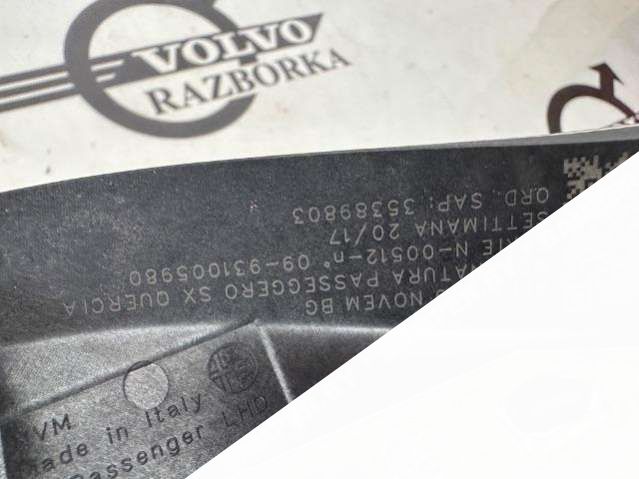 VOLVO
RAZBORKA
ORD. SAP: 35389803
SETTIMANA 20/17
N-00512-n° 09-931005980
PASSEGGERO SX QUERCIA
NOVEM BG
Made in Italy
Passenger LHD